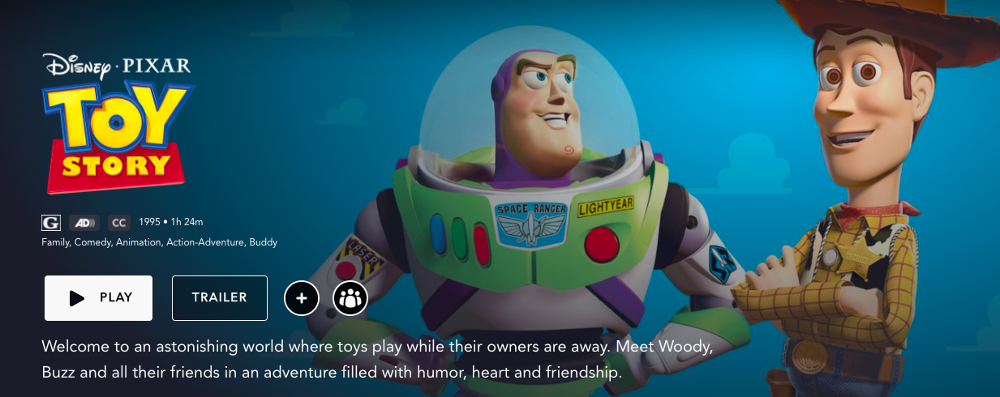 Disney · PIXAR
TOY
STORY
G AD CC 1995 • 1h 24m
Family, Comedy, Animation, Action-Adventure, Buddy
PLAY TRAILER
Welcome to an astonishing world where toys play while their owners are away. Meet Woody,
Buzz and all their friends in an adventure filled with humor, heart and friendship.
SPACE RANGER
LIGHTYEAR
LASER